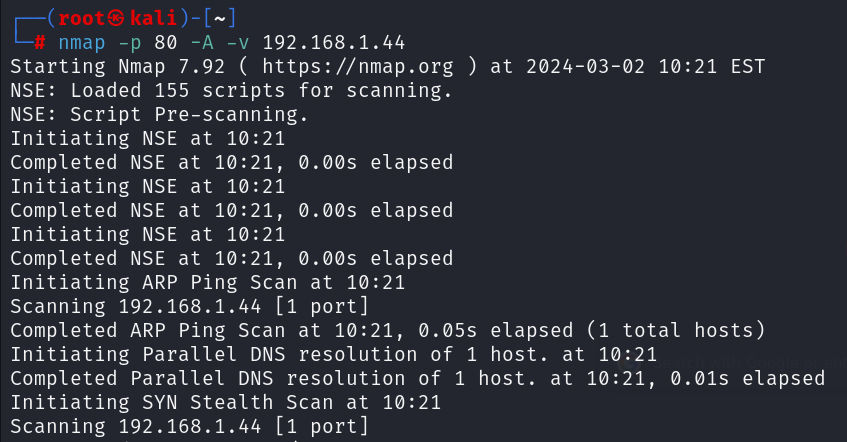 ┌──(root㉿kali)-[~]
└─# nmap -p 80 -A -v 192.168.1.44
Starting Nmap 7.92 ( https://nmap.org ) at 2024-03-02 10:21 EST
NSE: Loaded 155 scripts for scanning.
NSE: Script Pre-scanning.
Initiating NSE at 10:21
Completed NSE at 10:21, 0.00s elapsed
Initiating NSE at 10:21
Completed NSE at 10:21, 0.00s elapsed
Initiating NSE at 10:21
Completed NSE at 10:21, 0.00s elapsed
Initiating ARP Ping Scan at 10:21
Scanning 192.168.1.44 [1 port]
Completed ARP Ping Scan at 10:21, 0.05s elapsed (1 total hosts)
Initiating Parallel DNS resolution of 1 host. at 10:21
Completed Parallel DNS resolution of 1 host. at 10:21, 0.01s elapsed
Initiating SYN Stealth Scan at 10:21
Scanning 192.168.1.44 [1 port]